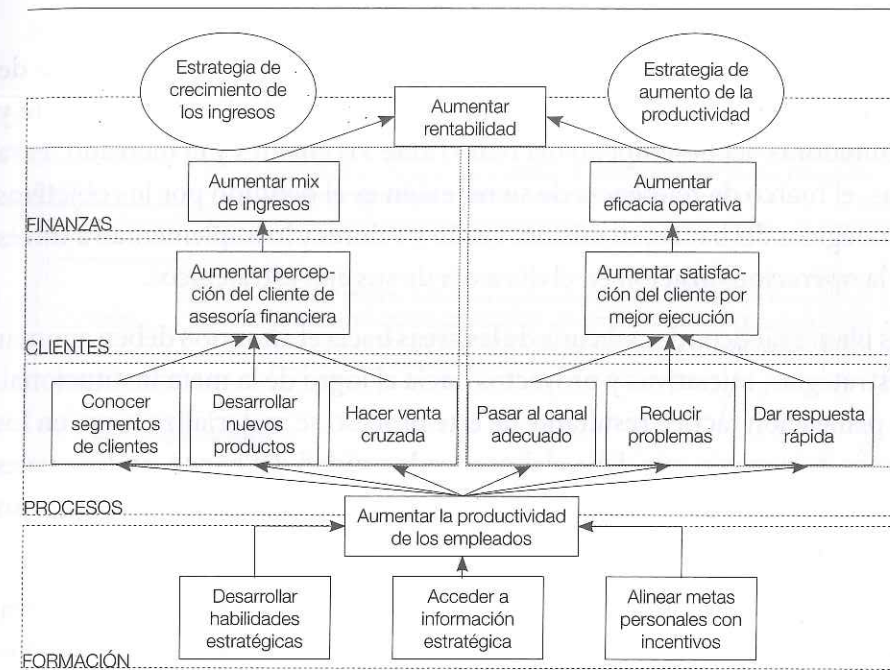 Estrategia de
crecimiento de
los ingresos
Estrategia de
aumento de la
productividad
Aumentar
rentabilidad
Aumentar mix
de ingresos
Aumentar
eficacia operativa
FINANZAS
Aumentar percep-
ción del cliente de
asesoría financiera
Aumentar satisfac-
ción del cliente por
mejor ejecución
CLIENTES
Conocer
segmentos
de clientes
Desarrollar
nuevos
productos
Hacer venta
cruzada
Pasar al canal
adecuado
Reducir
problemas
Dar respuesta
rápida
PROCESOS
Aumentar la productividad
de los empleados
Desarrollar
habilidades
estratégicas
Acceder a
información
estratégica
Alinear metas
personales con
incentivos
FORMACIÓN